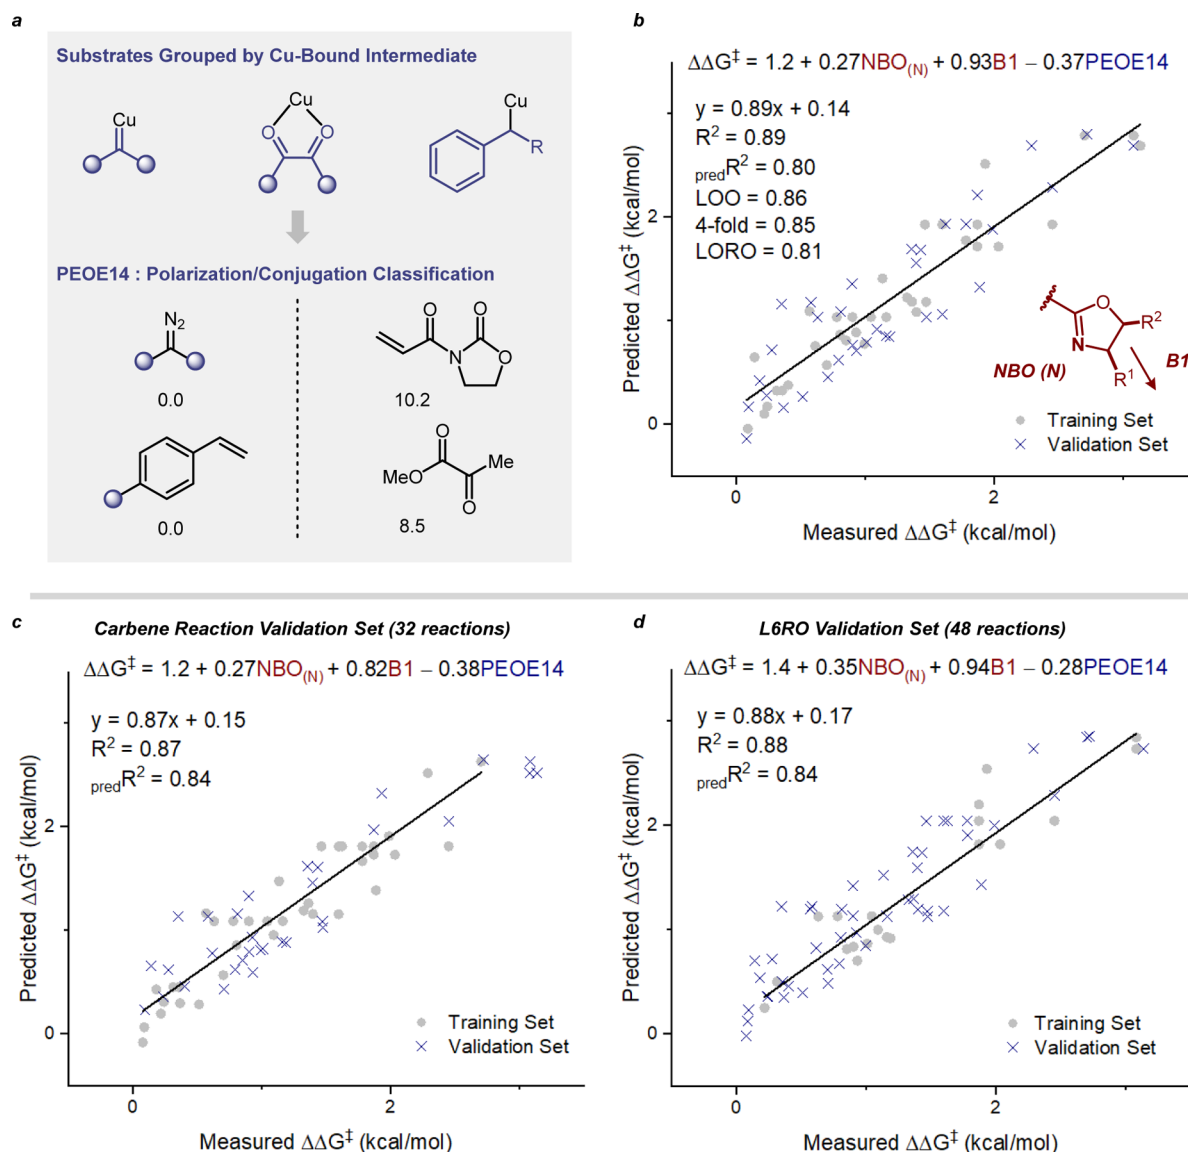 a
Substrates Grouped by Cu-Bound Intermediate
Cu
Cu
O O
Cu
R
PEOE14 : Polarization/Conjugation Classification
N2
0.0
O O
N O
10.2
0.0
O
MeO Me
O
8.5
b
ΔΔG‡ = 1.2 + 0.27NBO(N) + 0.93B1 – 0.37PEOE14
y = 0.89x + 0.14
R2 = 0.89
predR2 = 0.80
LOO = 0.86
4-fold = 0.85
LORO = 0.81
O
R2
N
R1
NBO (N)
B1
Training Set
Validation Set
2
0
0 2
Predicted ΔΔG‡ (kcal/mol)
Measured ΔΔG‡ (kcal/mol)
c
Carbene Reaction Validation Set (32 reactions)
ΔΔG‡ = 1.2 + 0.27NBO(N) + 0.82B1 – 0.38PEOE14
y = 0.87x + 0.15
R2 = 0.87
predR2 = 0.84
Training Set
Validation Set
2
0
0 2
Predicted ΔΔG‡ (kcal/mol)
Measured ΔΔG‡ (kcal/mol)
d
L6RO Validation Set (48 reactions)
ΔΔG‡ = 1.4 + 0.35NBO(N) + 0.94B1 – 0.28PEOE14
y = 0.88x + 0.17
R2 = 0.88
predR2 = 0.84
Training Set
Validation Set
2
0
0 2
Predicted ΔΔG‡ (kcal/mol)
Measured ΔΔG‡ (kcal/mol)